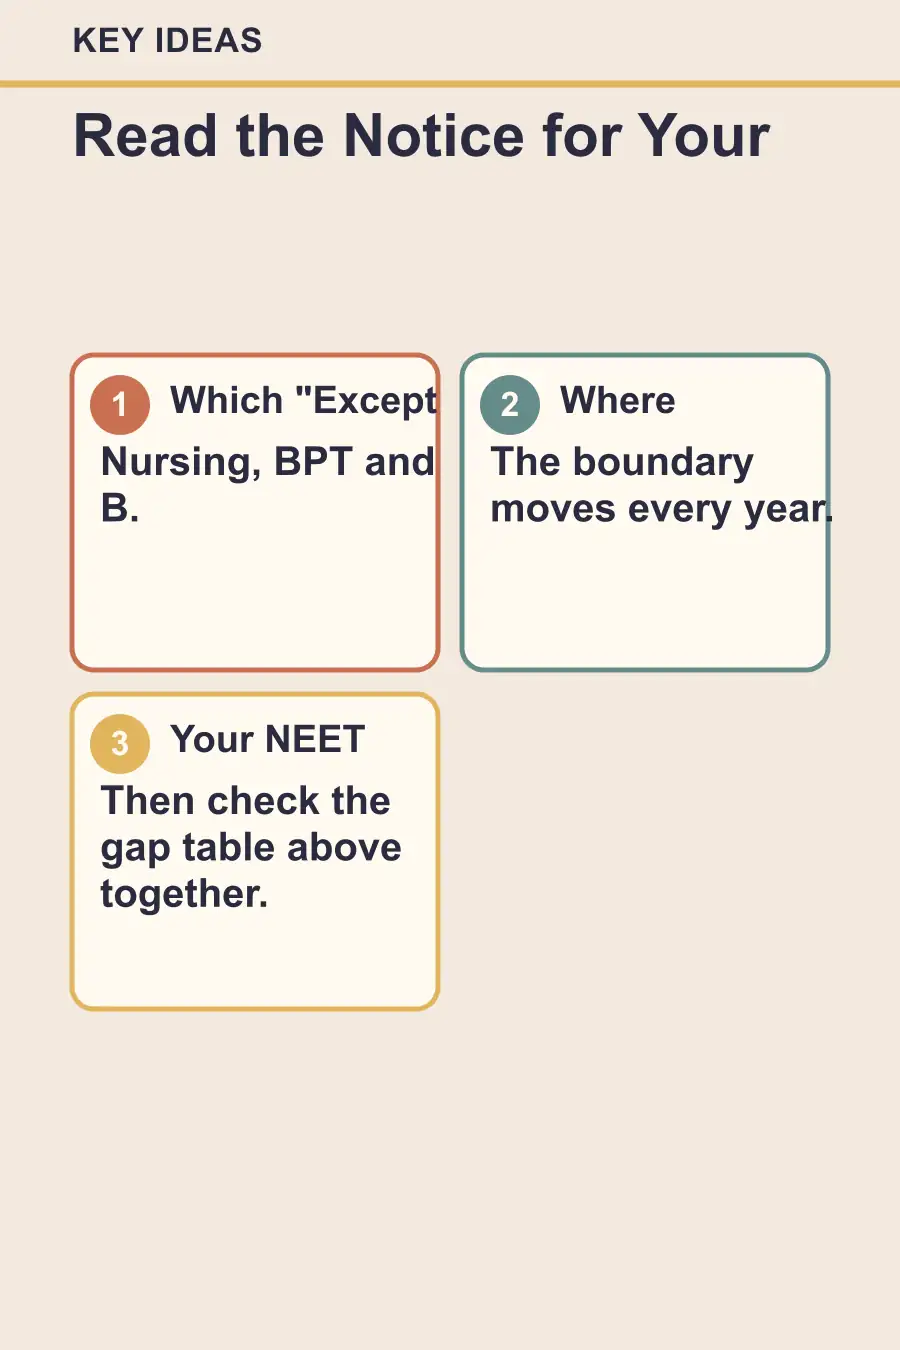 KEY IDEAS
Read the Notice for Your
1
Which "Except
Nursing, BPT and
B.
2
Where
The boundary
moves every year.
3
Your NEET
Then check the
gap table above
together.